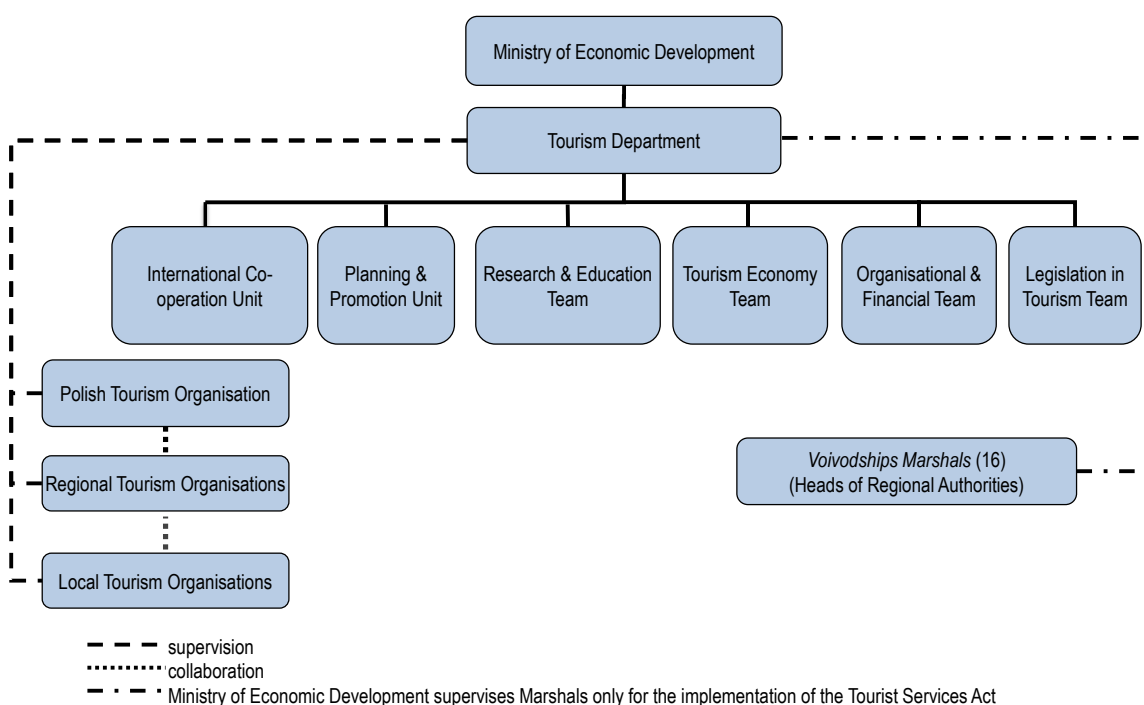 Ministry of Economic Development
Tourism Department
International Co-
operation Unit
Planning &
Promotion Unit
Research & Education
Team
Tourism Economy
Team
Organisational &
Financial Team
Legislation in
Tourism Team
Polish Tourism Organisation
Regional Tourism Organisations
Local Tourism Organisations
Voivodships Marshals (16)
(Heads of Regional Authorities)
supervision
collaboration
Ministry of Economic Development supervises Marshals only for the implementation of the Tourist Services Act